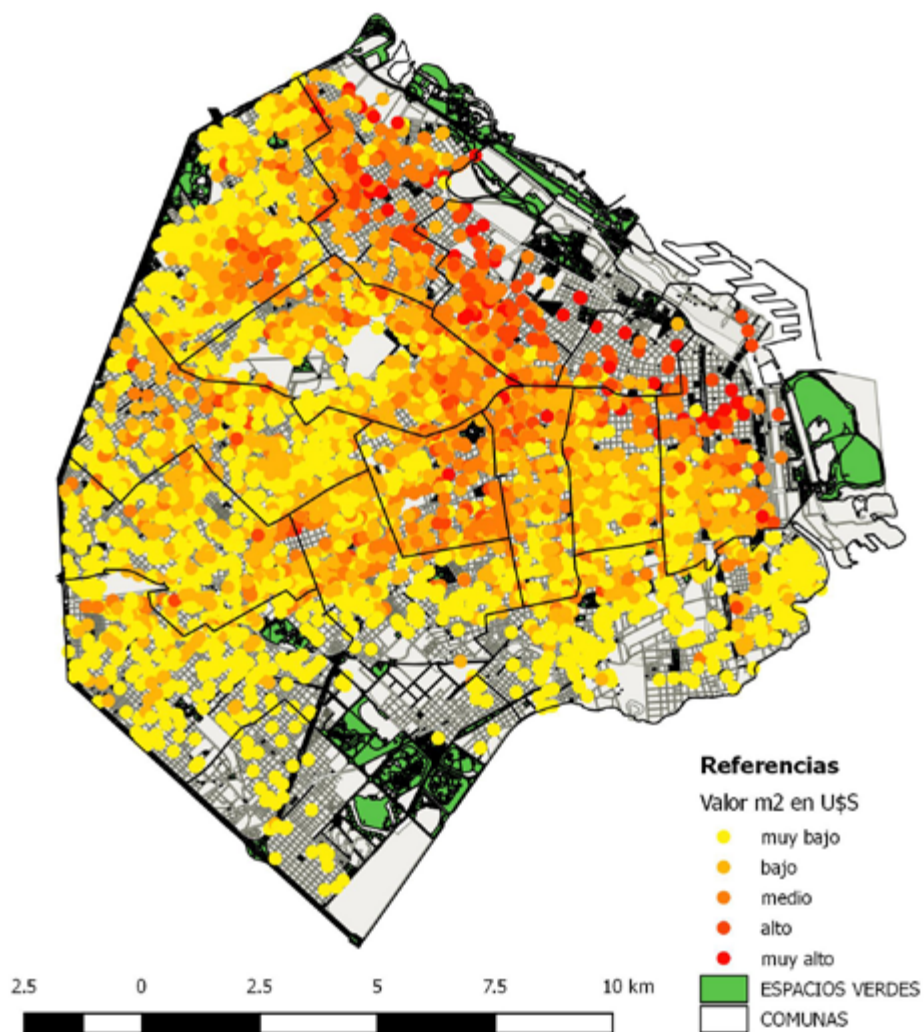 Referencias
Valor m2 en U$S
muy bajo
bajo
medio
alto
muy alto
ESPACIOS VERDES
COMUNAS
2.5 0 2.5 5 7.5 10 km